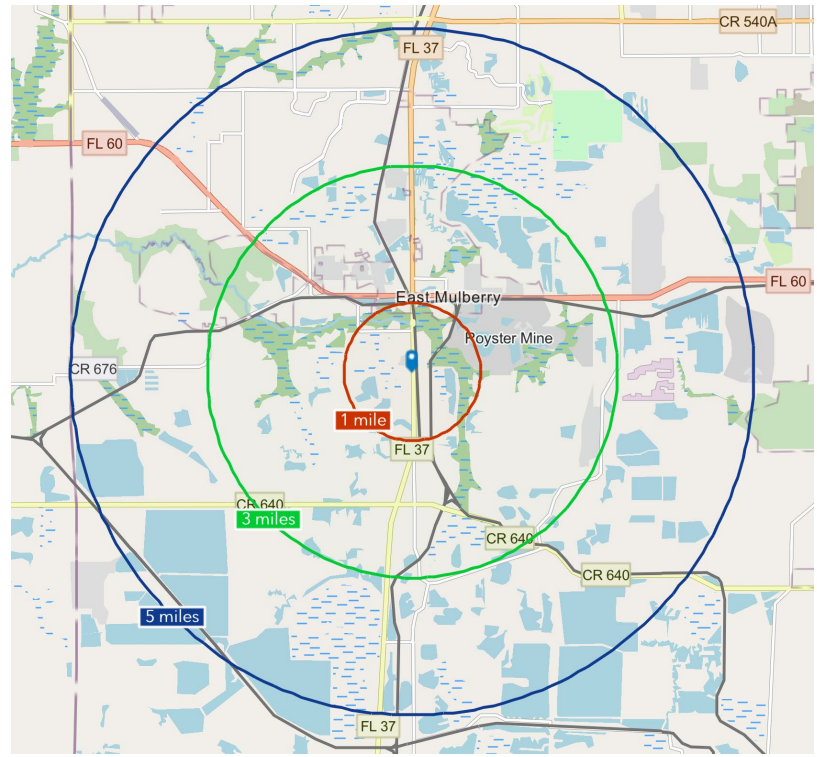 CR 540A
FL 37
FL 60
FL 60
East Mulberry
Poyster Mine
CR 676
1 mile
FL 37
CR 640
3 miles
CR 640
CR 640
5 miles
FL 37